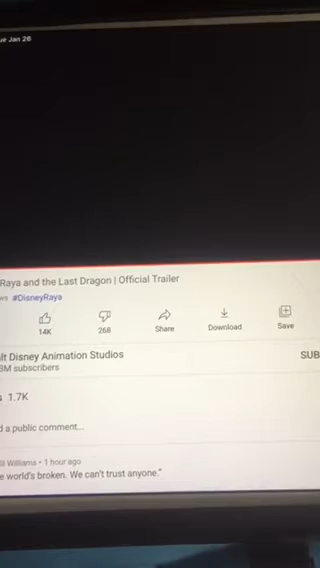 ue Jan 26
Raya and the Last Dragon | Official Trailer
ws #DisneyRaya
14K
268
Share
Download
Save
lt Disney Animation Studios
SUB
3M subscribers
s 1.7K
d a public comment...
Williams • 1 hour ago
e world's broken. We can't trust anyone."